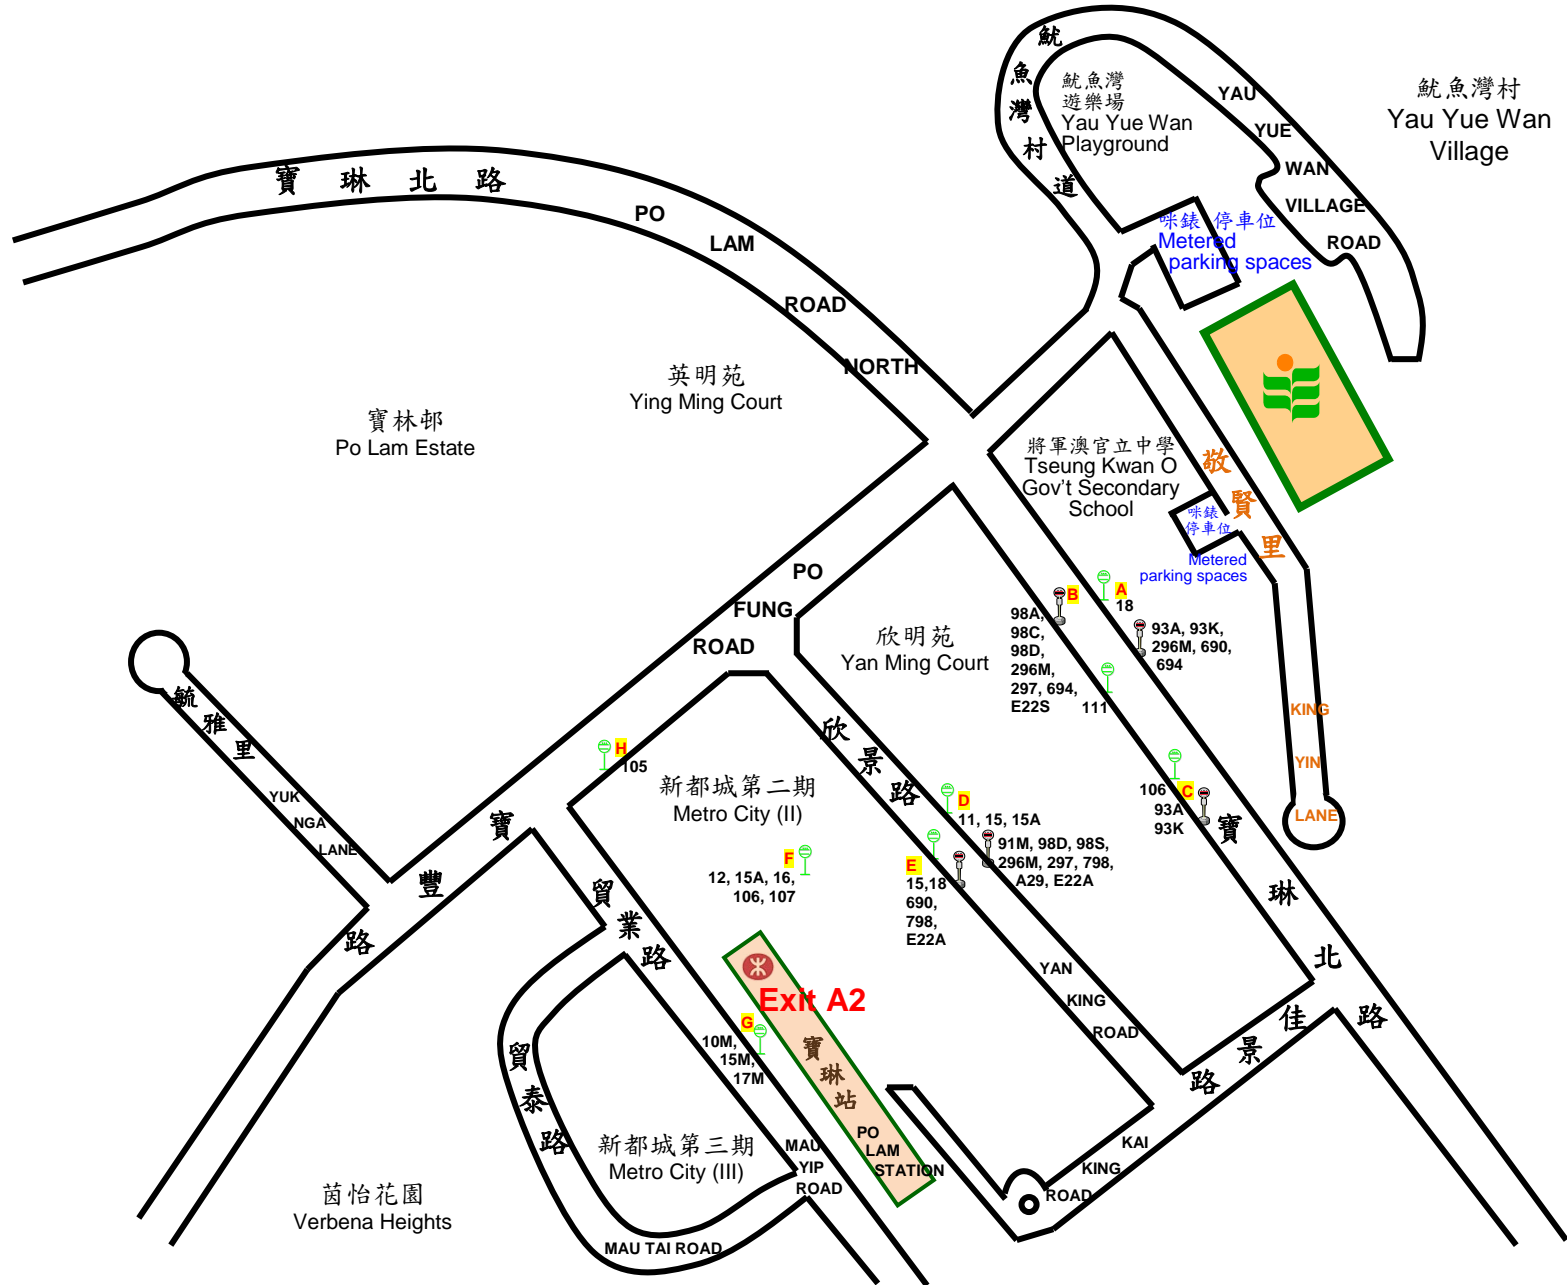 魷魚灣村道
魷魚灣
遊樂場
Yau Yue Wan
Playground
YAU
YUE
WAN
VILLAGE
ROAD
魷魚灣村
Yau Yue Wan
Village
寶琳北路
PO
LAM
ROAD
NORTH
咪錶 停車位
Metered
parking spaces
英明苑
Ying Ming Court
寶林邨
Po Lam Estate
將軍澳官立中學
Tseung Kwan O
Gov't Secondary
School
敬賢里
咪錶
停車位
Metered
parking spaces
KING
YIN
LANE
PO
FUNG
ROAD
欣明苑
Yan Ming Court
B
98A,
98C,
98D,
296M,
297, 694,
E22S
A
18
93A, 93K,
296M, 690,
694
111
106
C
93A
93K
毓雅里
YUK
NGA
LANE
H
105
新都城第二期
Metro City (II)
欣景路
D
11, 15, 15A
91M, 98D, 98S,
296M, 297, 798,
A29, E22A
E
15,18
690,
798,
E22A
F
12, 15A, 16,
106, 107
寶豐路
貿業路
寶琳北路
YAN
KING
ROAD
Exit A2
寶琳站
PO
LAM
STATION
G
10M,
15M,
17M
貿泰路
新都城第三期
Metro City (III)
MAU
YIP
ROAD
佳景路
KAI
KING
ROAD
茵怡花園
Verbena Heights
MAU TAI ROAD